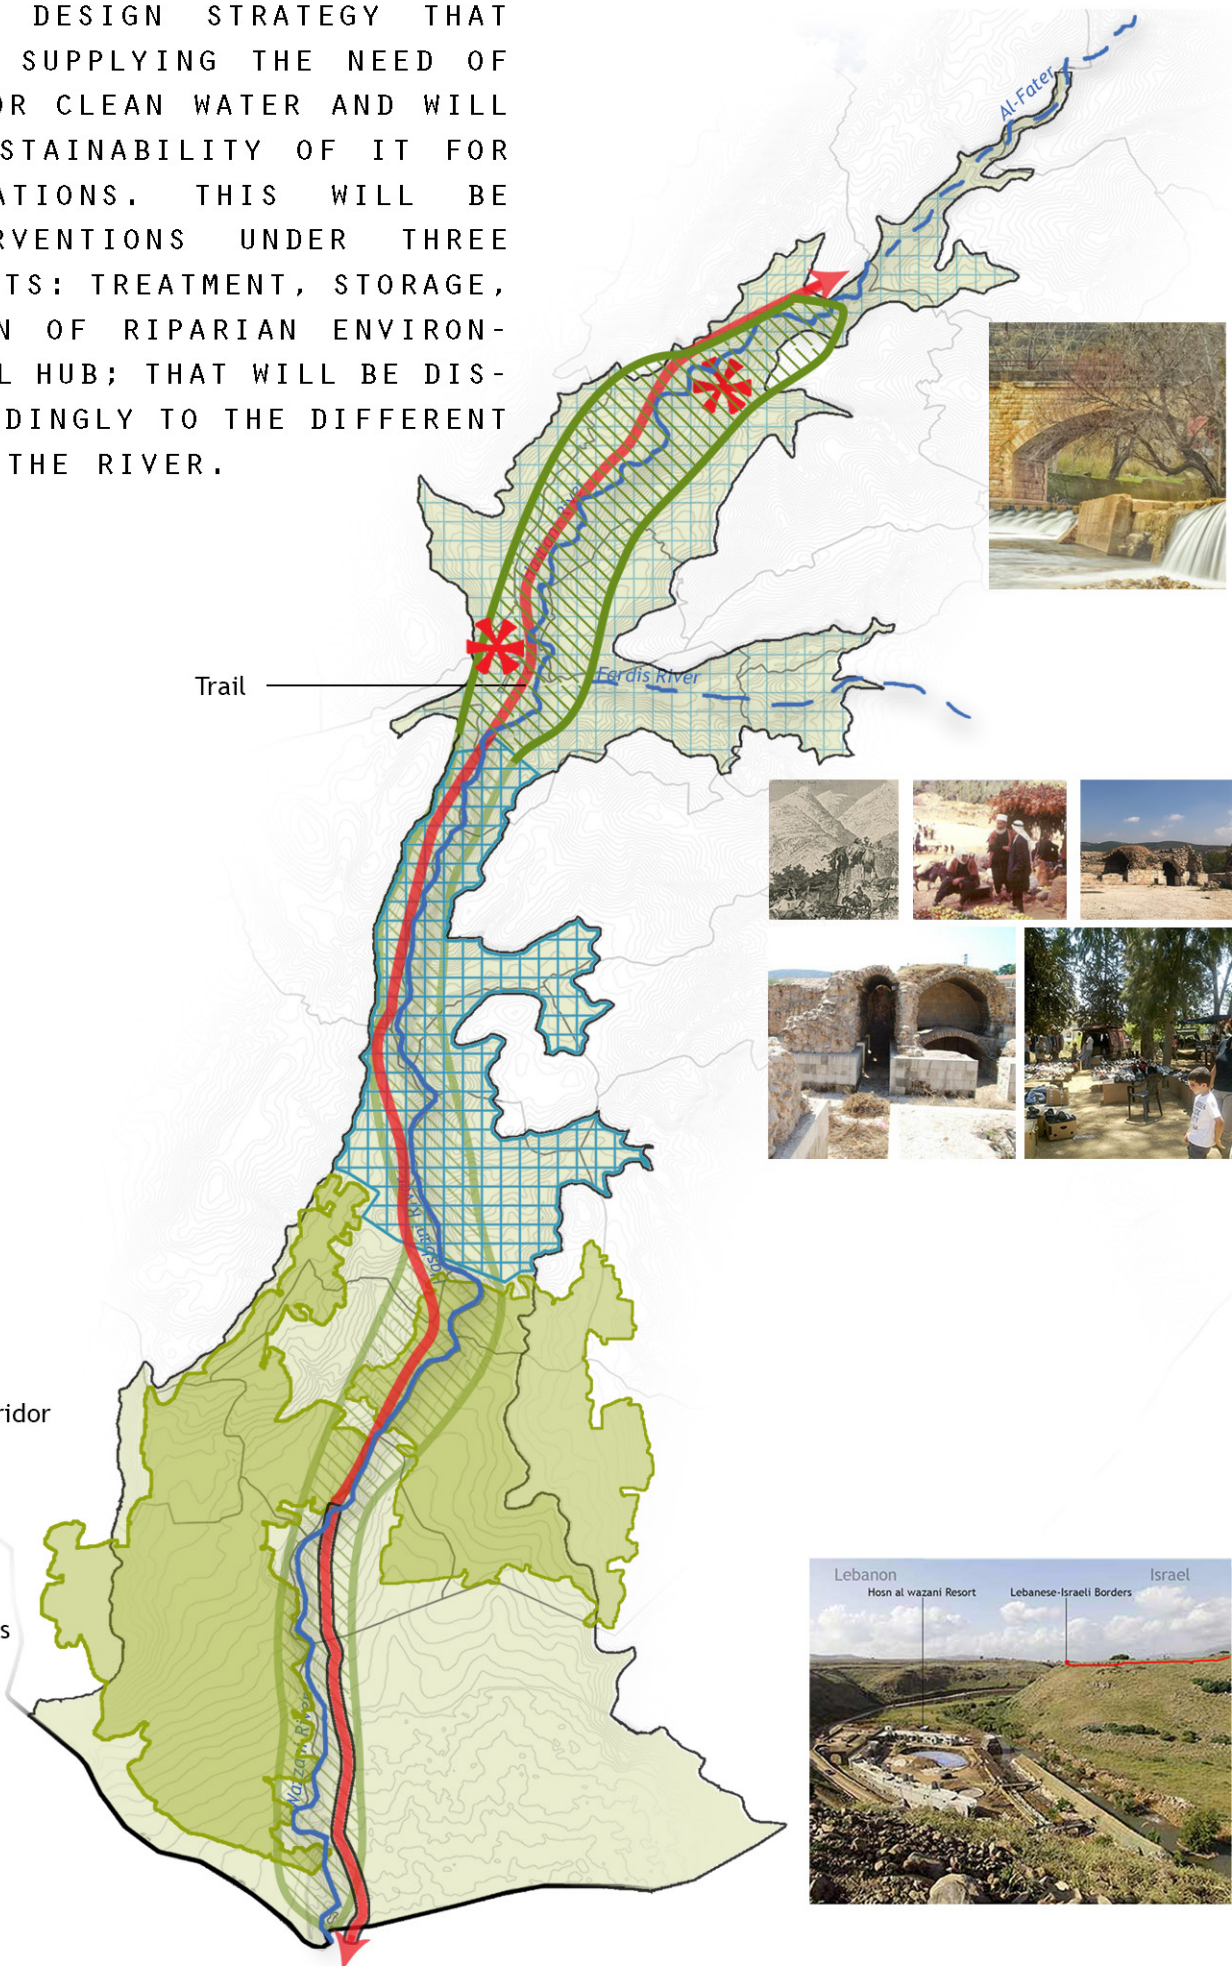 DESIGN STRATEGY THAT
SUPPLYING THE NEED OF
OR CLEAN WATER AND WILL
STAINABILITY OF IT FOR
ATIONS. THIS WILL BE
RVENTIONS UNDER THREE
TS: TREATMENT, STORAGE,
N OF RIPARIAN ENVIRON-
L HUB; THAT WILL BE DIS-
DINGLY TO THE DIFFERENT
THE RIVER.
Al-Fater
Trail
Fardis River
ridor
s
Lebanon
Israel
Hosn al wazani Resort
Lebanese-Israeli Borders